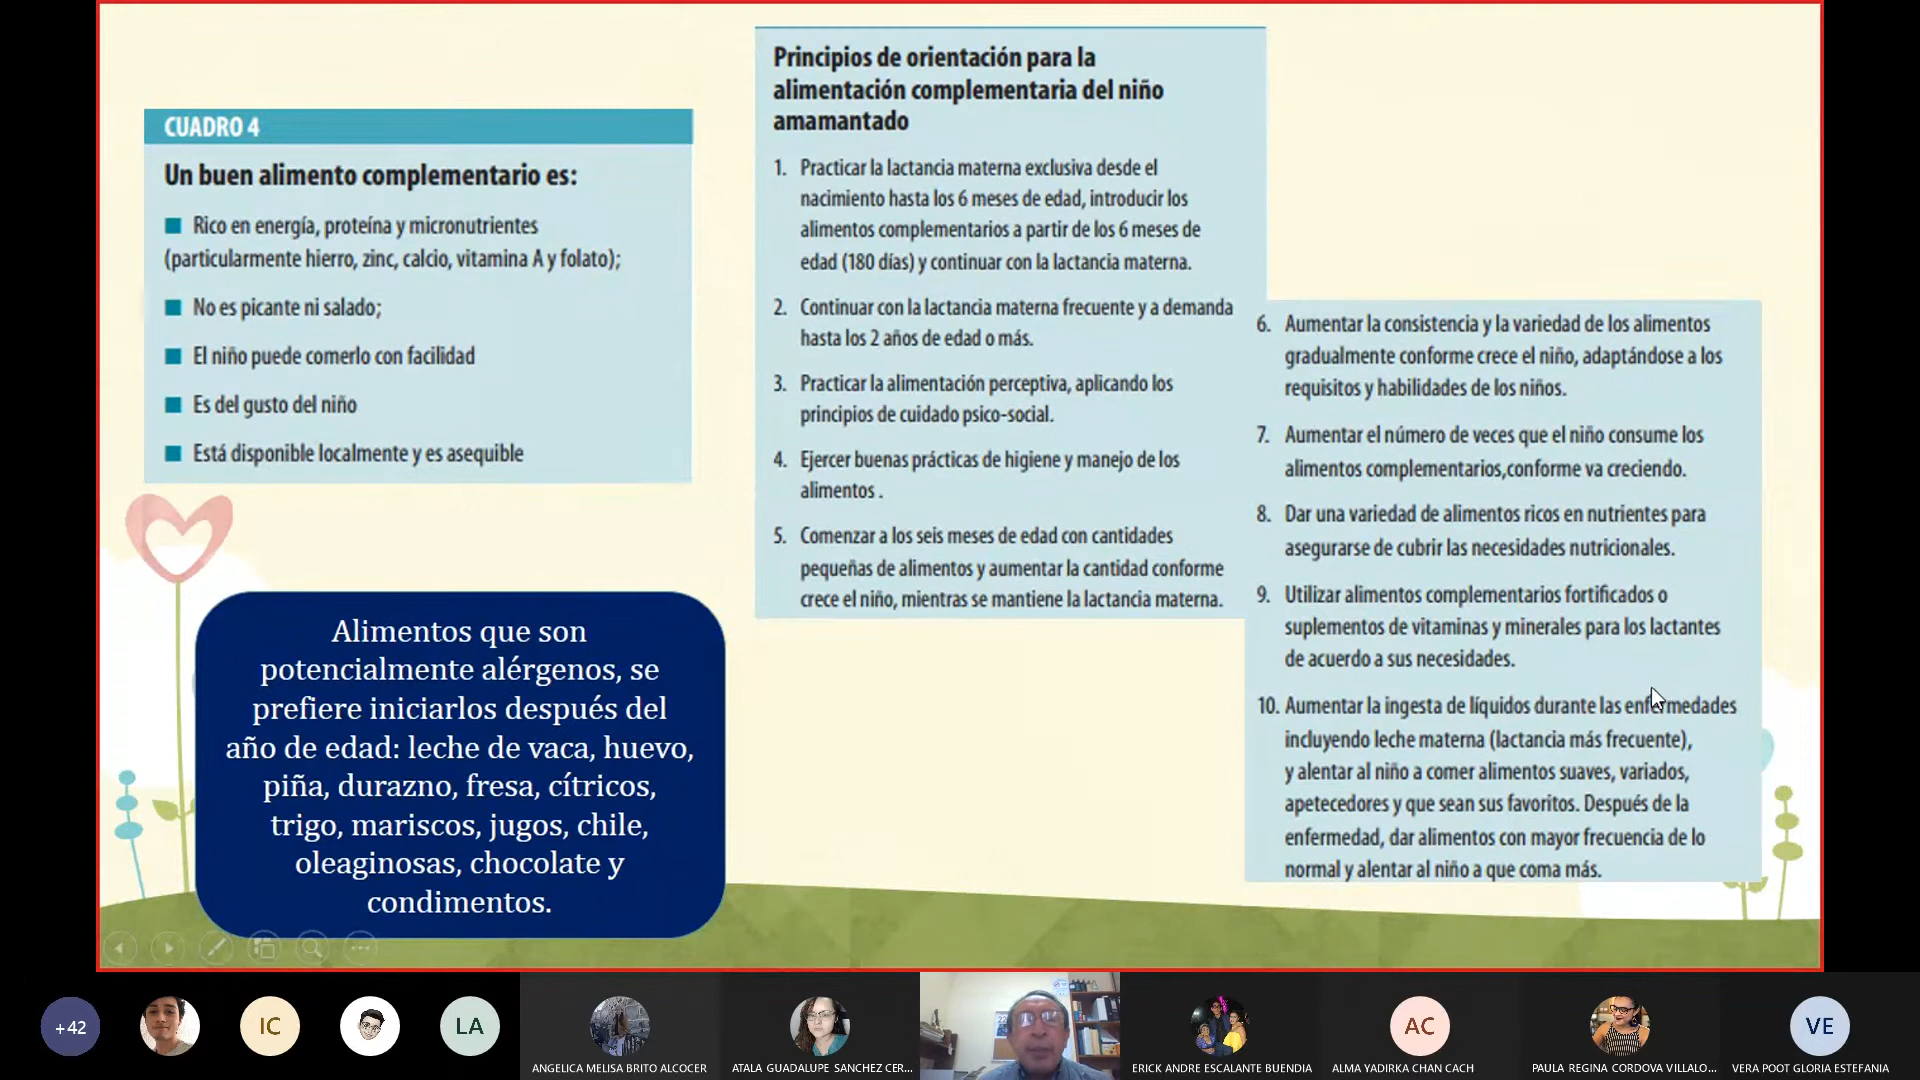 CUADRO 4
Un buen alimento complementario es:
Rico en energía, proteína y micronutrientes
(particularmente hierro, zinc, calcio, vitamina A y folato);
No es picante ni salado;
El niño puede comerlo con facilidad
Es del gusto del niño
Está disponible localmente y es asequible
Alimentos que son
potencialmente alérgenos, se
prefiere iniciarlos después del
año de edad: leche de vaca, huevo,
piña, durazno, fresa, cítricos,
trigo, mariscos, jugos, chile,
oleaginosas, chocolate y
condimentos.
Principios de orientación para la
alimentación complementaria del niño
amamantado
1. Practicar la lactancia materna exclusiva desde el
nacimiento hasta los 6 meses de edad, introducir los
alimentos complementarios a partir de los 6 meses de
edad (180 días) y continuar con la lactancia materna.
2. Continuar con la lactancia materna frecuente y a demanda
hasta los 2 años de edad o más.
3. Practicar la alimentación perceptiva, aplicando los
principios de cuidado psico-social.
4. Ejercer buenas prácticas de higiene y manejo de los
alimentos .
5. Comenzar a los seis meses de edad con cantidades
pequeñas de alimentos y aumentar la cantidad conforme
crece el niño, mientras se mantiene la lactancia materna.
6. Aumentar la consistencia y la variedad de los alimentos
gradualmente conforme crece el niño, adaptándose a los
requisitos y habilidades de los niños.
7. Aumentar el número de veces que el niño consume los
alimentos complementarios,conforme va creciendo.
8. Dar una variedad de alimentos ricos en nutrientes para
asegurarse de cubrir las necesidades nutricionales.
9. Utilizar alimentos complementarios fortificados o
suplementos de vitaminas y minerales para los lactantes
de acuerdo a sus necesidades.
10. Aumentar la ingesta de líquidos durante las enfermedades
incluyendo leche materna (lactancia más frecuente),
y alentar al niño a comer alimentos suaves, variados,
apetecedores y que sean sus favoritos. Después de la
enfermedad, dar alimentos con mayor frecuencia de lo
normal y alentar al niño a que coma más.
+42
IC
LA
ANGELICA MELISA BRITO ALCOCER
ATALA GUADALUPE SANCHEZ CER...
ERICK ANDRE ESCALANTE BUENDIA
AC
ALMA YADIRKA CHAN CACH
PAULA REGINA CORDOVA VILLALO...
VE
VERA POOT GLORIA ESTEFANIA